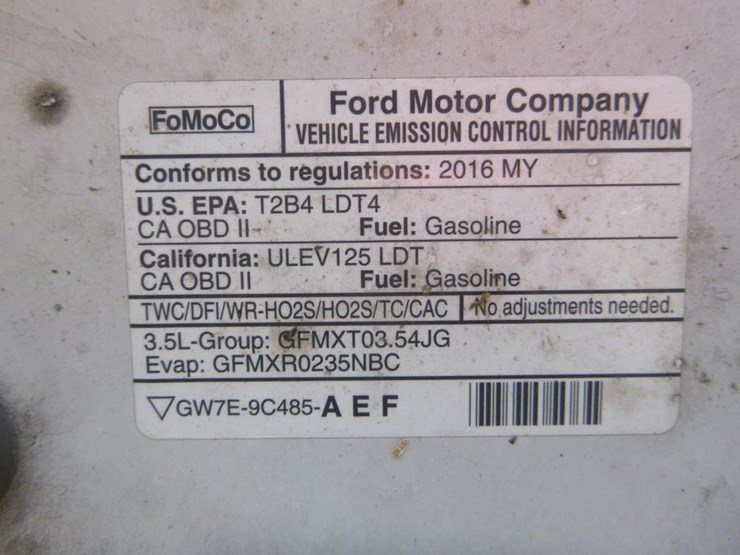 FoMoCo
Ford Motor Company
VEHICLE EMISSION CONTROL INFORMATION
Conforms to regulations: 2016 MY
U.S. EPA: T2B4 LDT4
CA OBD II Fuel: Gasoline
California: ULEV125 LDT
CA OBD II Fuel: Gasoline
TWC/DFI/WR-HO2S/HO2S/TC/CAC No adjustments needed.
3.5L-Group: GFMXT03.54JG
Evap: GFMXR0235NBC
▽GW7E-9C485-A E F